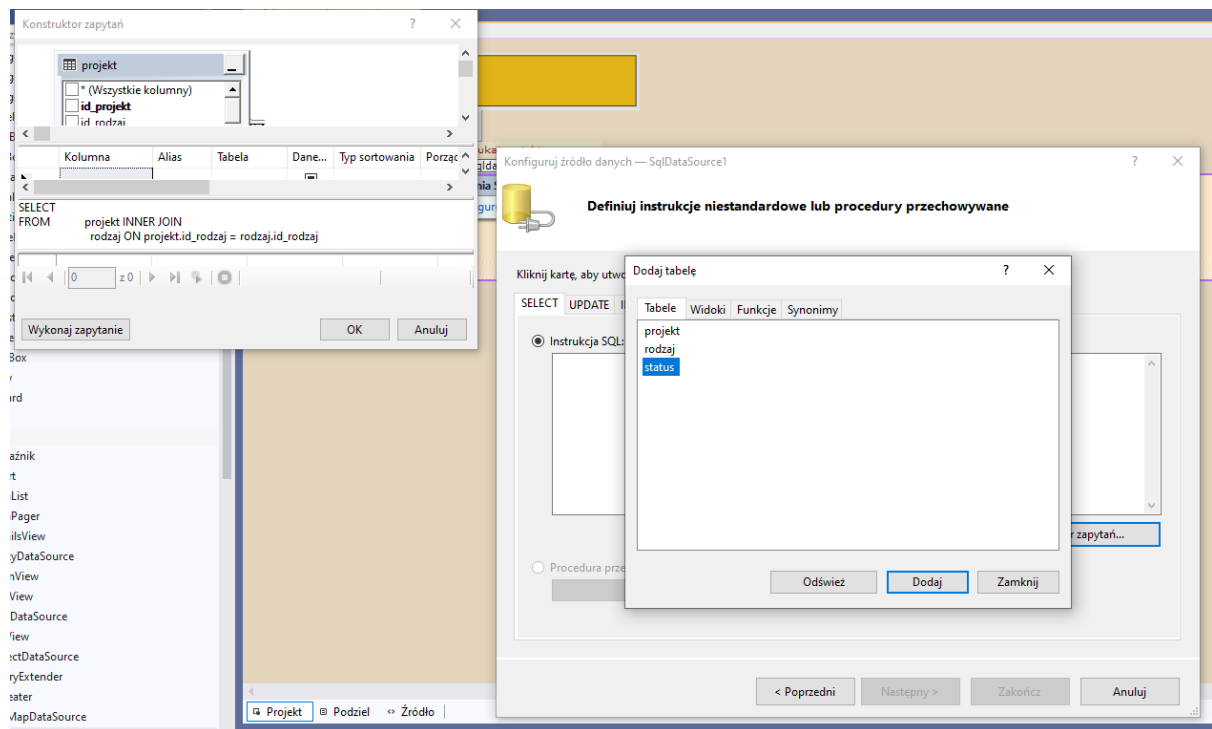 Konstruktor zapytań
projekt
* (Wszystkie kolumny)
id_projekt
id_rodzaj
Kolumna Alias Tabela Dane... Typ sortowania Porząc
SELECT
FROM projekt INNER JOIN
rodzaj ON projekt.id_rodzaj = rodzaj.id_rodzaj
0 z 0
Wykonaj zapytanie OK Anuluj
Konfiguruj źródło danych — SqlDataSource1
Definiuj instrukcje niestandardowe lub procedury przechowywane
Kliknij kartę, aby utwo
SELECT UPDATE I
Instrukcja SQL:
Procedura prze
r zapytań...
< Poprzedni Następny > Zakończ Anuluj
Dodaj tabelę
Tabele Widoki Funkcje Synonimy
projekt
rodzaj
status
Odśwież Dodaj Zamknij
Box
rd
aźnik
rt
List
Pager
ilsView
yDataSource
nView
View
DataSource
iew
ectDataSource
ryExtender
eater
MapDataSource
Projekt Podziel Źródło